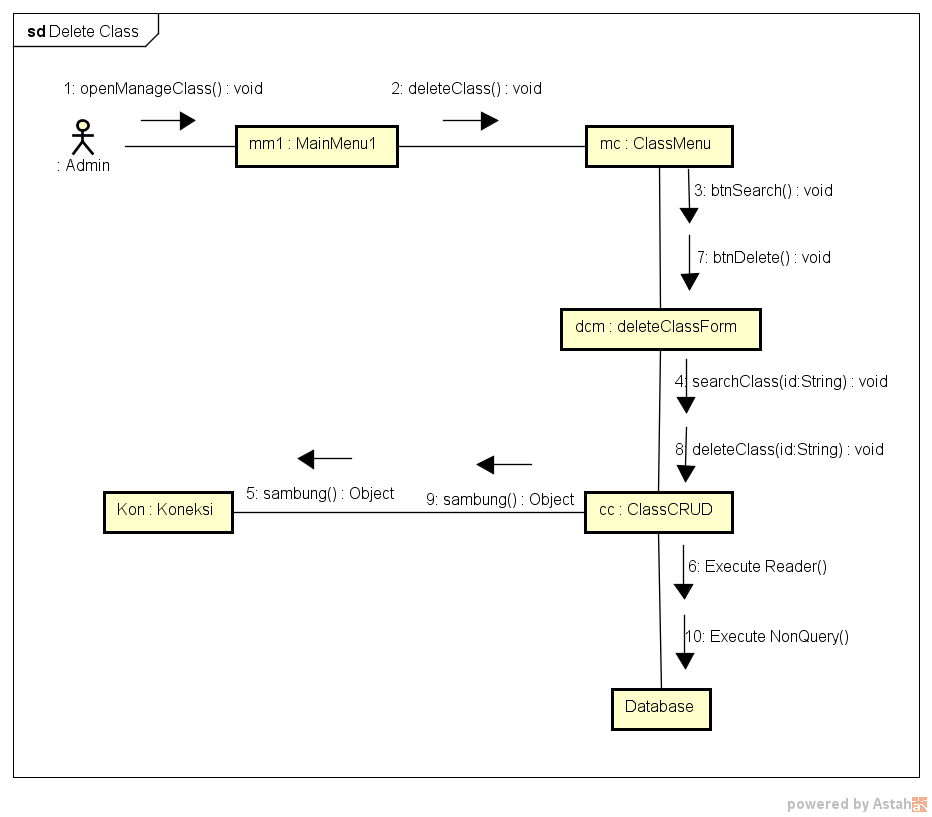 sd Delete Class
1: openManageClass() : void
2: deleteClass() : void
: Admin
mm1 : MainMenu1
mc : ClassMenu
3: btnSearch() : void
7: btnDelete() : void
dcm : deleteClassForm
4: searchClass(id:String) : void
8: deleteClass(id:String) : void
5: sambung() : Object
9: sambung() : Object
Kon : Koneksi
cc : ClassCRUD
6: Execute Reader()
10: Execute NonQuery()
Database
powered by Astah